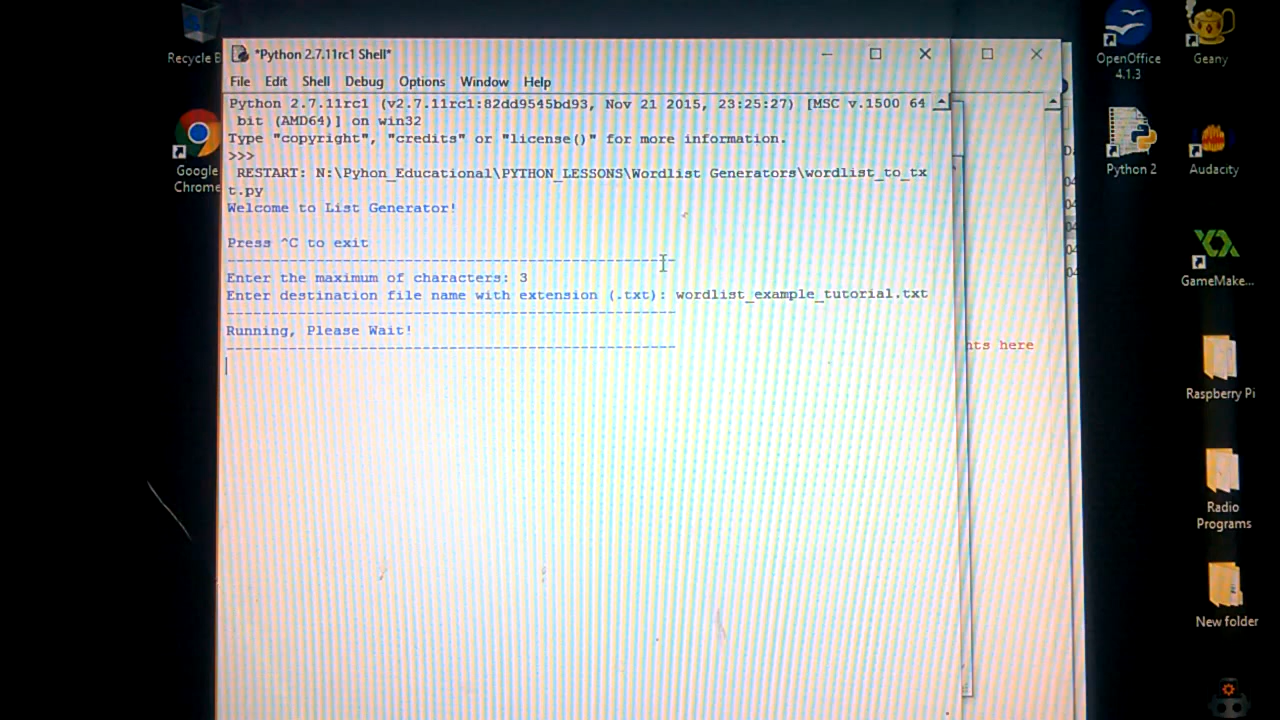 *Python 2.7.11rc1 Shell*
File Edit Shell Debug Options Window Help
Python 2.7.11rc1 (v2.7.11rc1:82dd9545bd93, Nov 21 2015, 23:25:27) [MSC v.1500 64
bit (AMD64)] on win32
Type "copyright", "credits" or "license()" for more information.
>>>
RESTART: N:\Pyhon_Educational\PYTHON_LESSONS\Wordlist Generators\wordlist_to_tx
t.py
Welcome to List Generator!
Press ^C to exit
----------------------------------------------------
Enter the maximum of characters: 3
Enter destination file name with extension (.txt): wordlist_example_tutorial.txt
----------------------------------------------------
Running, Please Wait!
----------------------------------------------------
Recycle B
Google
Chrome
nts here
OpenOffice
4.1.3
Geany
Python 2
Audacity
GameMake...
Raspberry Pi
Radio
Programs
New folder